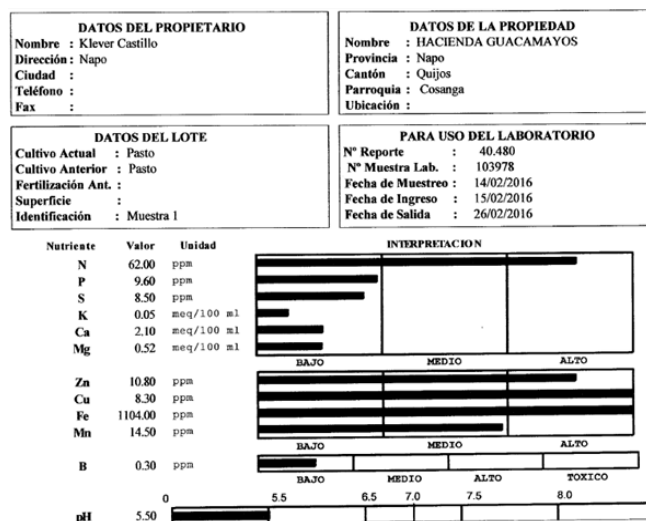 DATOS DEL PROPIETARIO
Nombre : Klever Castillo
Dirección : Napo
Ciudad :
Teléfono :
Fax :
DATOS DE LA PROPIEDAD
Nombre : HACIENDA GUACAMAYOS
Provincia : Napo
Cantón : Quijos
Parroquia : Cosanga
Ubicación :
DATOS DEL LOTE
Cultivo Actual : Pasto
Cultivo Anterior : Pasto
Fertilización Ant. :
Superficie :
Identificación : Muestra 1
PARA USO DEL LABORATORIO
Nº Reporte : 40.480
Nº Muestra Lab. : 103978
Fecha de Muestreo : 14/02/2016
Fecha de Ingreso : 15/02/2016
Fecha de Salida : 26/02/2016
Nutriente Valor Unidad INTERPRETACION
N 62.00 ppm
P 9.60 ppm
S 8.50 ppm
K 0.05 meq/100 ml
Ca 2.10 meq/100 ml
Mg 0.52 meq/100 ml
BAJO MEDIO ALTO
Zn 10.80 ppm
Cu 8.30 ppm
Fe 1104.00 ppm
Mn 14.50 ppm
BAJO MEDIO ALTO
B 0.30 ppm
BAJO MEDIO ALTO TOXICO
0 5.5 6.5 7.0 7.5 8.0
pH 5.50